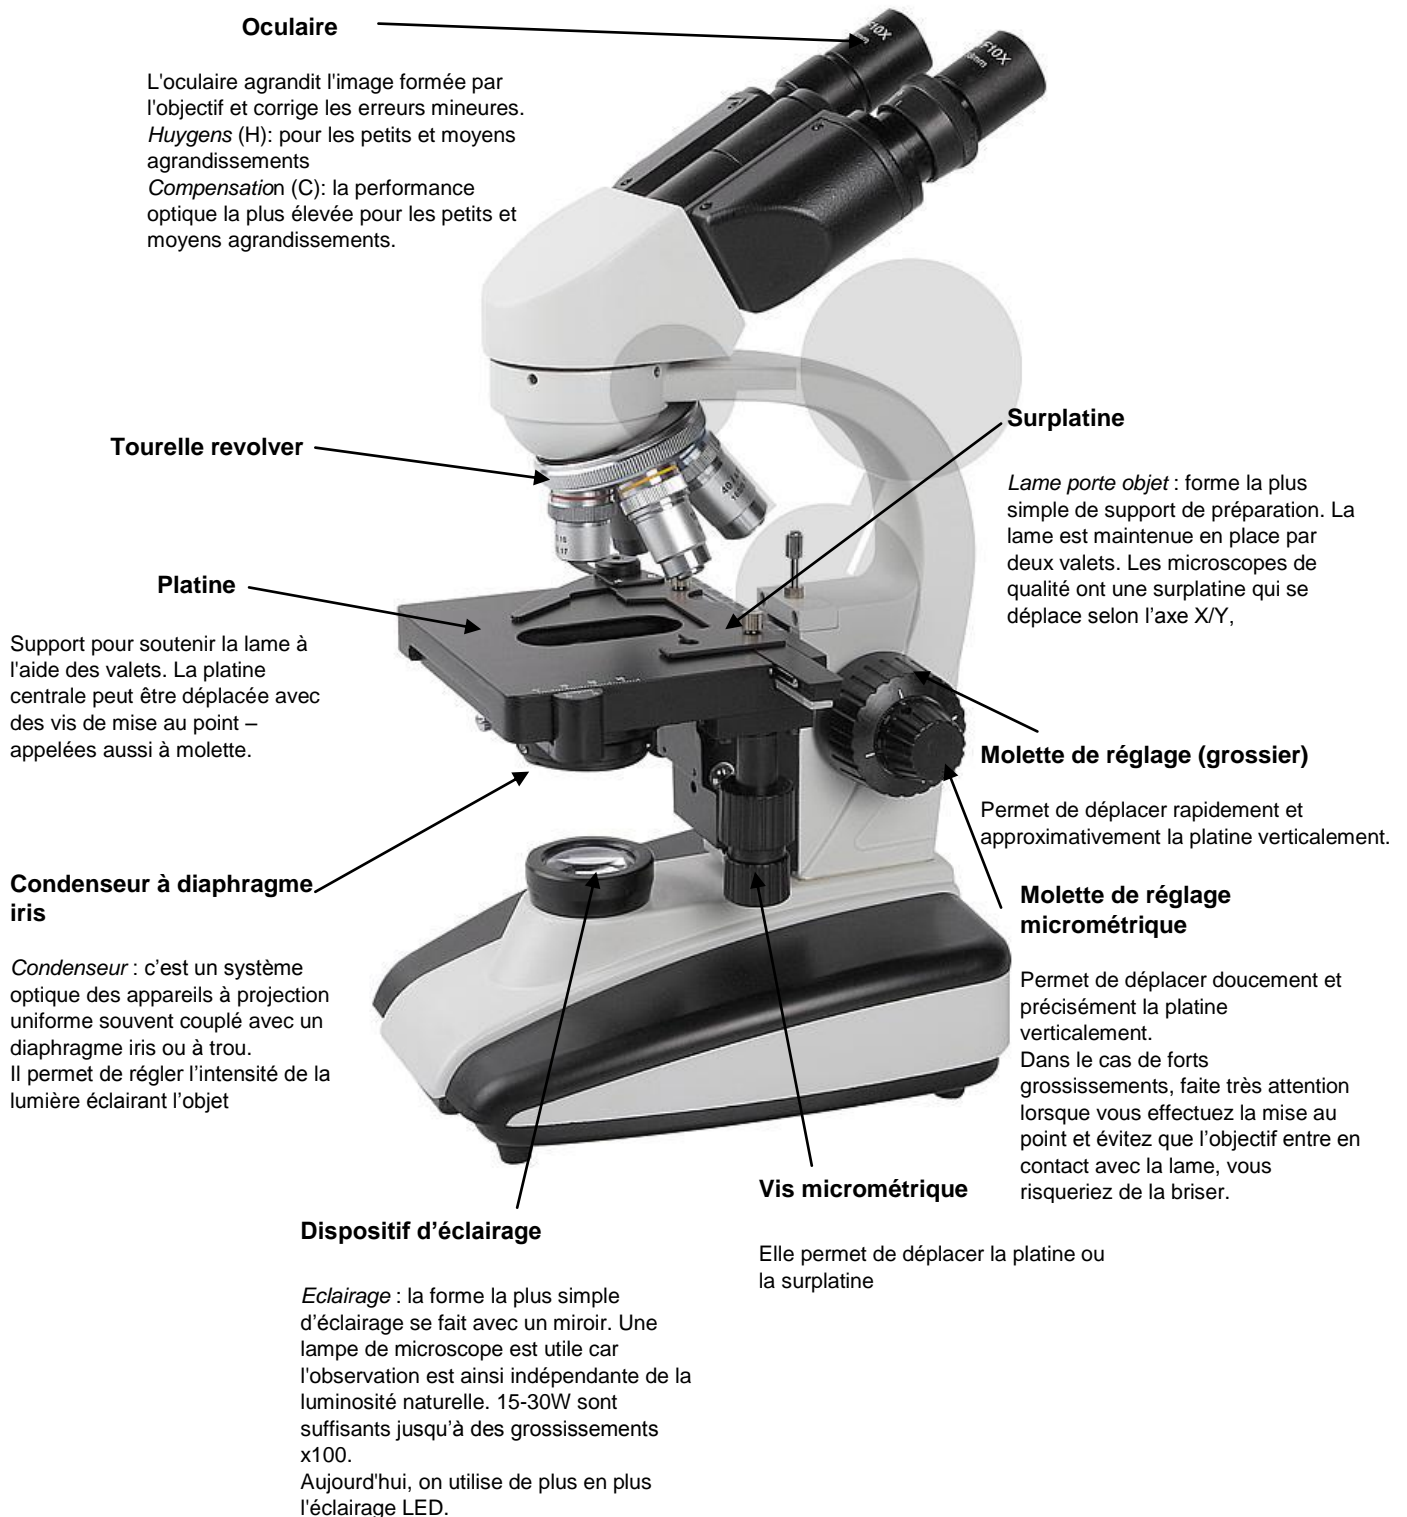 Oculaire
L'oculaire agrandit l'image formée par
l'objectif et corrige les erreurs mineures.
Huygens (H): pour les petits et moyens
agrandissements
Compensation (C): la performance
optique la plus élevée pour les petits et
moyens agrandissements.
F10X
mm
F10X
8mm
Tourelle revolver
40
Surplatine
Lame porte objet : forme la plus
simple de support de préparation. La
lame est maintenue en place par
deux valets. Les microscopes de
qualité ont une surplatine qui se
déplace selon l'axe X/Y,
Platine
Support pour soutenir la lame à
l'aide des valets. La platine
centrale peut être déplacée avec
des vis de mise au point –
appelées aussi à molette.
Molette de réglage (grossier)
Permet de déplacer rapidement et
approximativement la platine verticalement.
Condenseur à diaphragme
iris
Condenseur : c'est un système
optique des appareils à projection
uniforme souvent couplé avec un
diaphragme iris ou à trou.
Il permet de régler l'intensité de la
lumière éclairant l'objet
Molette de réglage
micrométrique
Permet de déplacer doucement et
précisément la platine
verticalement.
Dans le cas de forts
grossissements, faite très attention
lorsque vous effectuez la mise au
point et évitez que l'objectif entre en
contact avec la lame, vous
risqueriez de la briser.
Vis micrométrique
Elle permet de déplacer la platine ou
la surplatine
Dispositif d'éclairage
Eclairage : la forme la plus simple
d'éclairage se fait avec un miroir. Une
lampe de microscope est utile car
l'observation est ainsi indépendante de la
luminosité naturelle. 15-30W sont
suffisants jusqu'à des grossissements
x100.
Aujourd'hui, on utilise de plus en plus
l'éclairage LED.